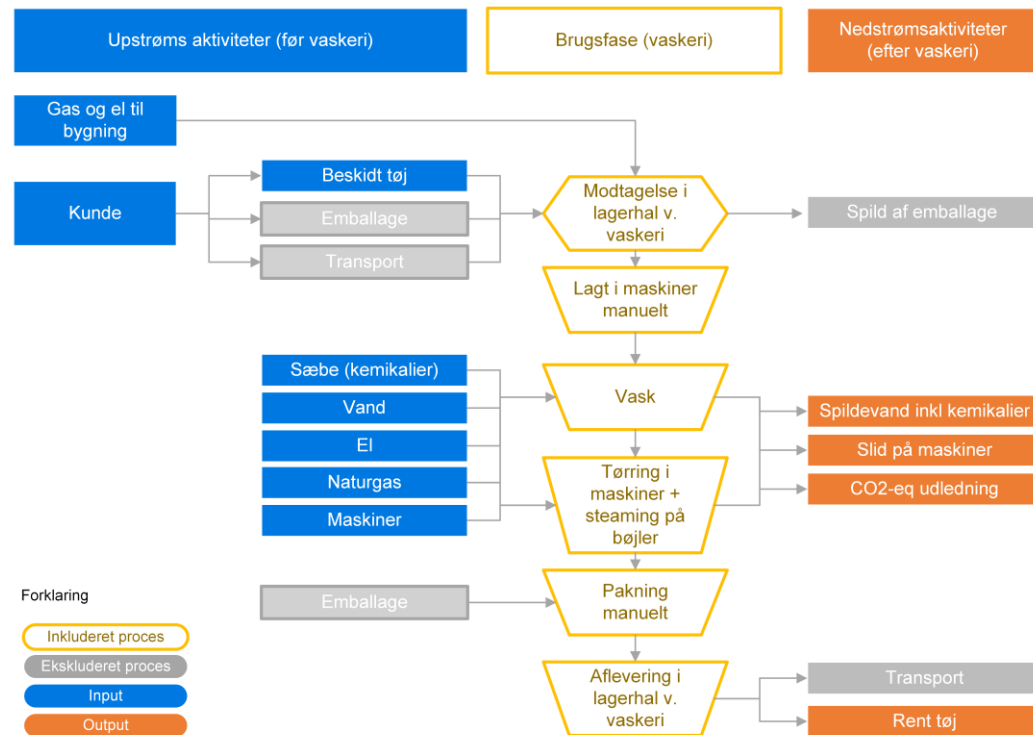 Upstrøms aktiviteter (før vaskeri)
Brugsfase (vaskeri)
Nedstrømsaktiviteter
(efter vaskeri)
Gas og el til
bygning
Kunde
Beskidt tøj
Emballage
Transport
Modtagelse i
lagerhal v.
vaskeri
Spild af emballage
Lagt i maskiner
manuelt
Sæbe (kemikalier)
Vand
El
Naturgas
Maskiner
Vask
Tørring i
maskiner +
steaming på
bøjler
Spildevand inkl kemikalier
Slid på maskiner
CO2-eq udledning
Emballage
Pakning
manuelt
Aflevering i
lagerhal v.
vaskeri
Transport
Rent tøj
Forklaring
Inkluderet proces
Ekskluderet proces
Input
Output